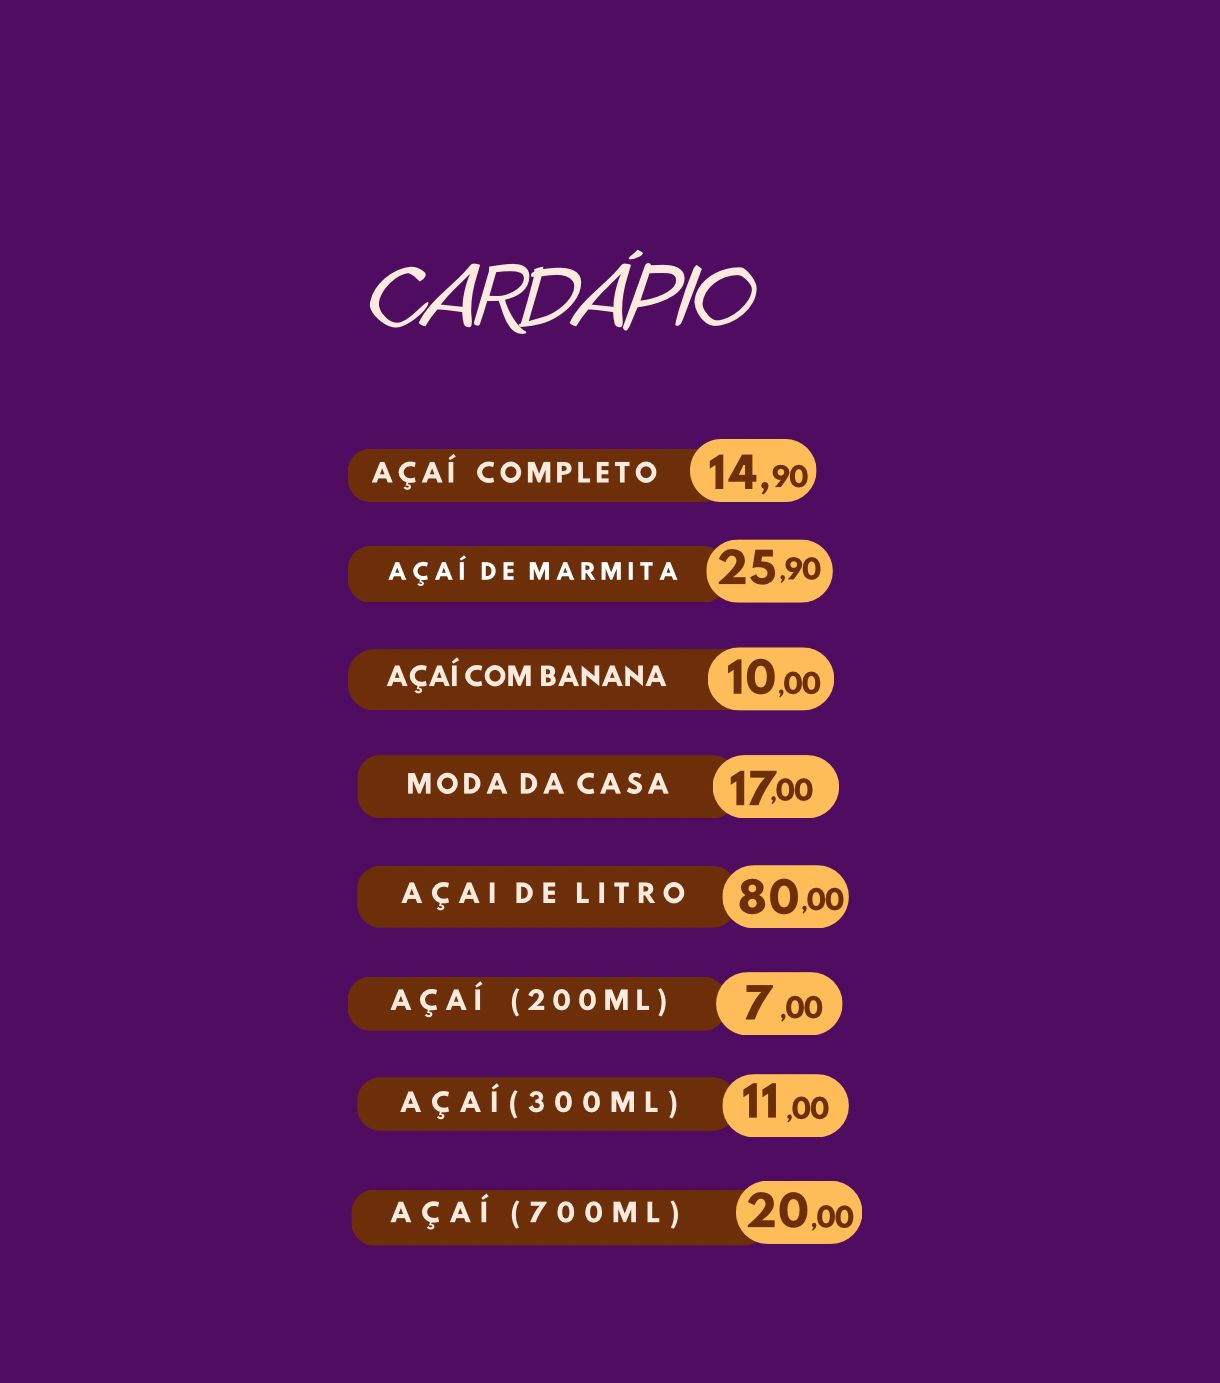 CARDÁPIO
AÇAÍ COMPLETO 14,90
AÇAÍ DE MARMITA 25,90
AÇAÍ COM BANANA 10,00
MODA DA CASA 17,00
AÇAI DE LITRO 80,00
AÇAÍ (200ML) 7,00
AÇAÍ(300ML) 11,00
AÇAÍ (700ML) 20,00